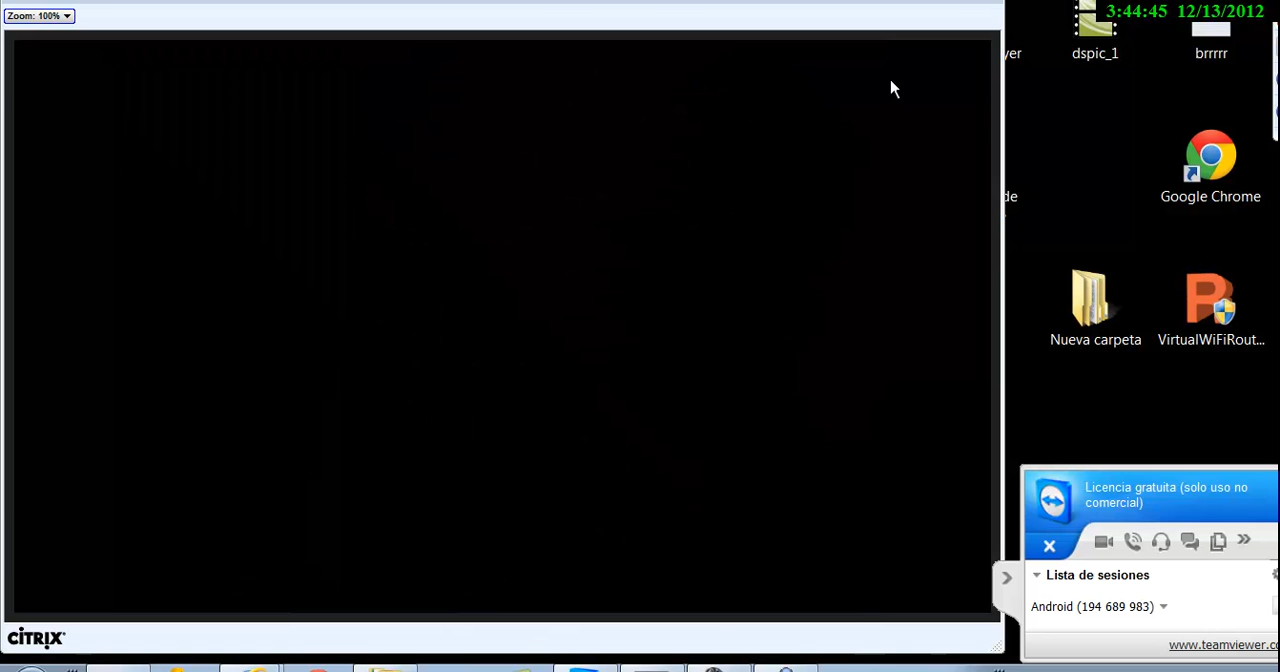 Zoom: 100%
3:44:45 12/13/2012
yer
dspic_1
brrrrr
de
Google Chrome
Nueva carpeta
VirtualWiFiRout...
Licencia gratuita (solo uso no
comercial)
Lista de sesiones
Android (194 689 983)
www.teamviewer.c
CITRIX